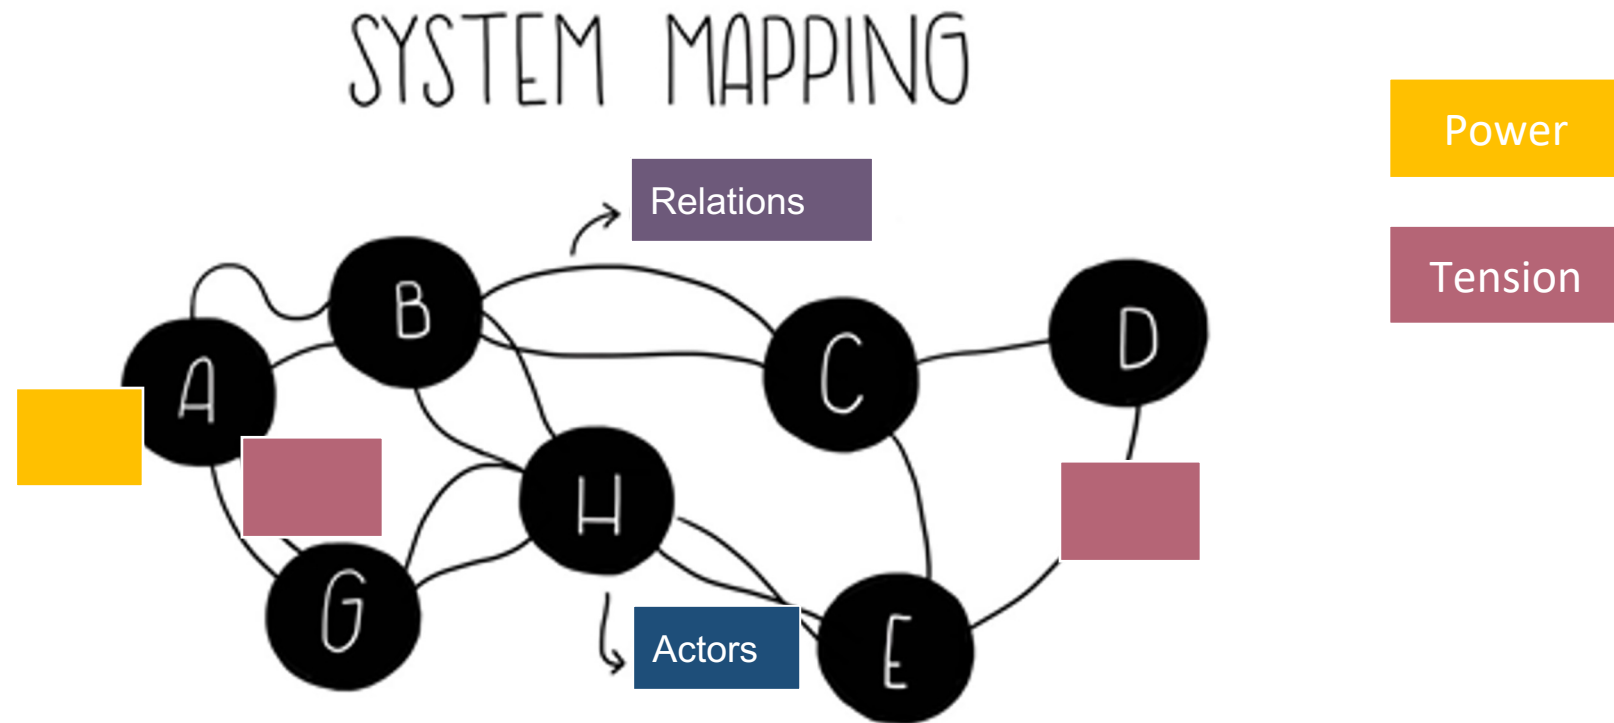 SYSTEM MAPPING
Power
Relations
Tension
B
D
C
A
H
G
E
Actors